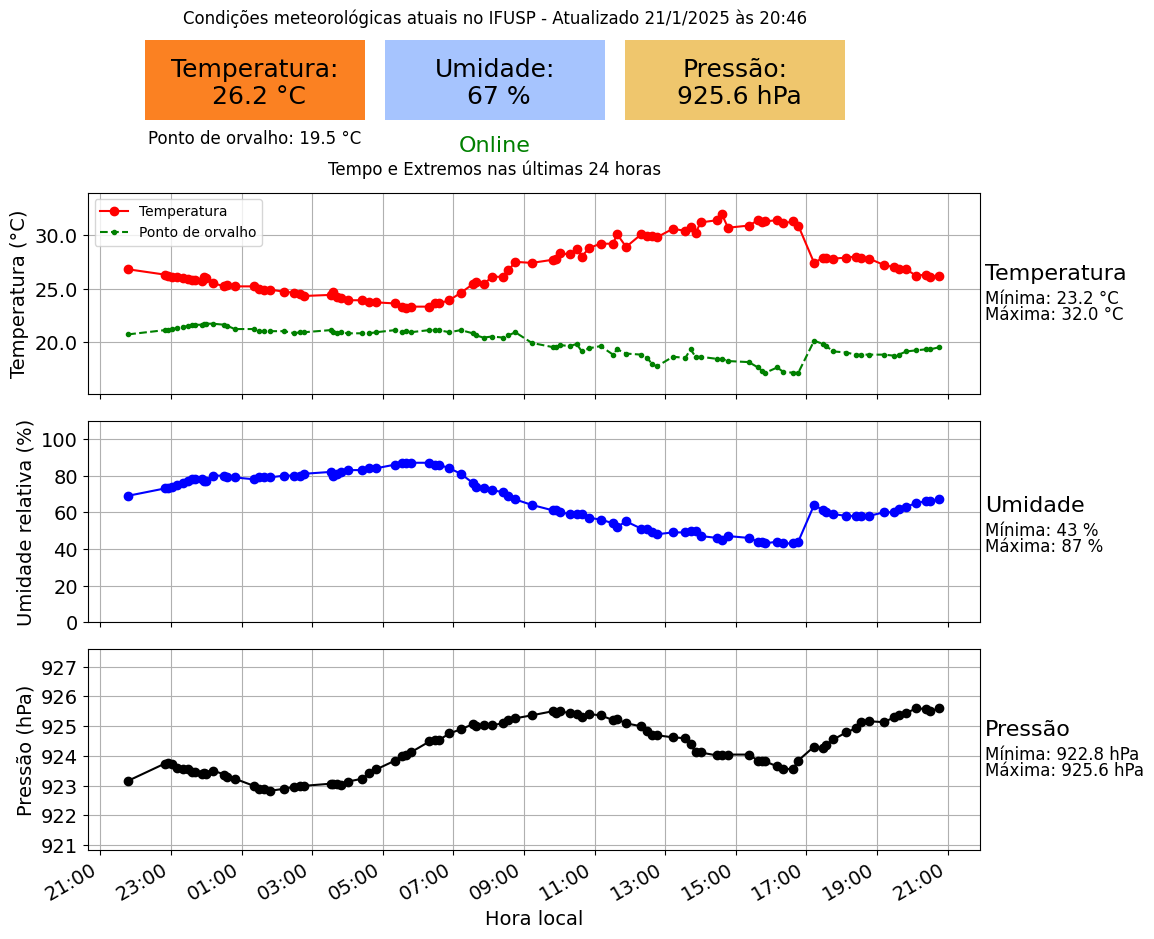 Condições meteorológicas atuais no IFUSP - Atualizado 21/1/2025 às 20:46
Temperatura:
26.2 °C
Umidade:
67 %
Pressão:
925.6 hPa
Ponto de orvalho: 19.5 °C
Online
Tempo e Extremos nas últimas 24 horas
Temperatura (°C)
30.0
25.0
20.0
Temperatura
Ponto de orvalho
Temperatura
Mínima: 23.2 °C
Máxima: 32.0 °C
Umidade relativa (%)
100
80
60
40
20
0
Umidade
Mínima: 43 %
Máxima: 87 %
Pressão (hPa)
927
926
925
924
923
922
921
Pressão
Mínima: 922.8 hPa
Máxima: 925.6 hPa
21:00
23:00
01:00
03:00
05:00
07:00
09:00
11:00
13:00
15:00
17:00
19:00
21:00
Hora local